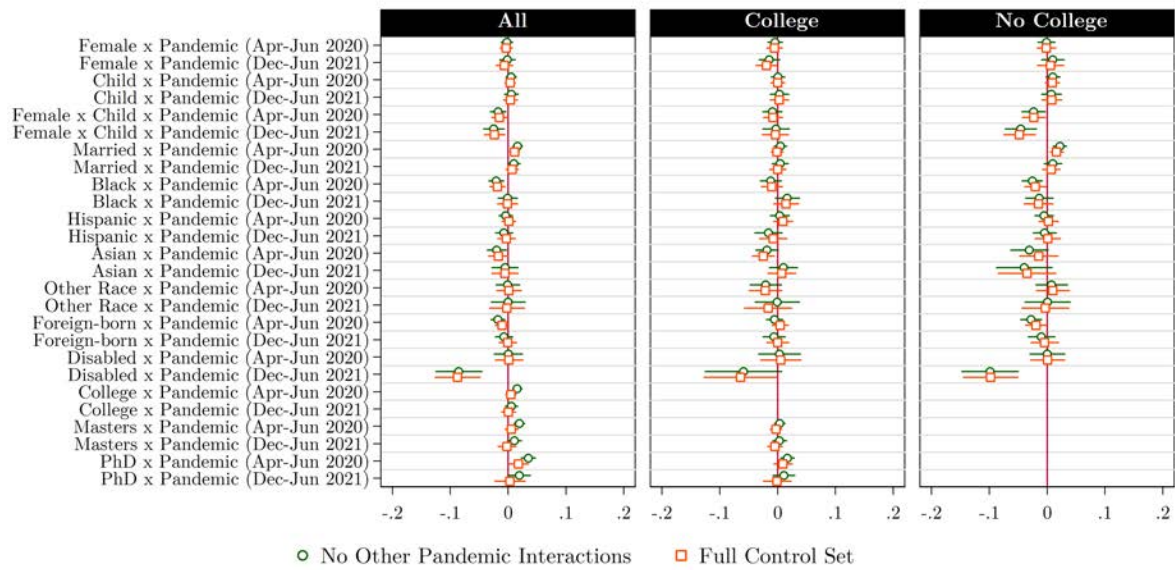 All College No College
Female x Pandemic (Apr-Jun 2020)
Female x Pandemic (Dec-Jun 2021)
Child x Pandemic (Apr-Jun 2020)
Child x Pandemic (Dec-Jun 2021)
Female x Child x Pandemic (Apr-Jun 2020)
Female x Child x Pandemic (Dec-Jun 2021)
Married x Pandemic (Apr-Jun 2020)
Married x Pandemic (Dec-Jun 2021)
Black x Pandemic (Apr-Jun 2020)
Black x Pandemic (Dec-Jun 2021)
Hispanic x Pandemic (Apr-Jun 2020)
Hispanic x Pandemic (Dec-Jun 2021)
Asian x Pandemic (Apr-Jun 2020)
Asian x Pandemic (Dec-Jun 2021)
Other Race x Pandemic (Apr-Jun 2020)
Other Race x Pandemic (Dec-Jun 2021)
Foreign-born x Pandemic (Apr-Jun 2020)
Foreign-born x Pandemic (Dec-Jun 2021)
Disabled x Pandemic (Apr-Jun 2020)
Disabled x Pandemic (Dec-Jun 2021)
College x Pandemic (Apr-Jun 2020)
College x Pandemic (Dec-Jun 2021)
Masters x Pandemic (Apr-Jun 2020)
Masters x Pandemic (Dec-Jun 2021)
PhD x Pandemic (Apr-Jun 2020)
PhD x Pandemic (Dec-Jun 2021)
-.2 -.1 0 .1 .2 -.2 -.1 0 .1 .2 -.2 -.1 0 .1 .2
No Other Pandemic Interactions Full Control Set